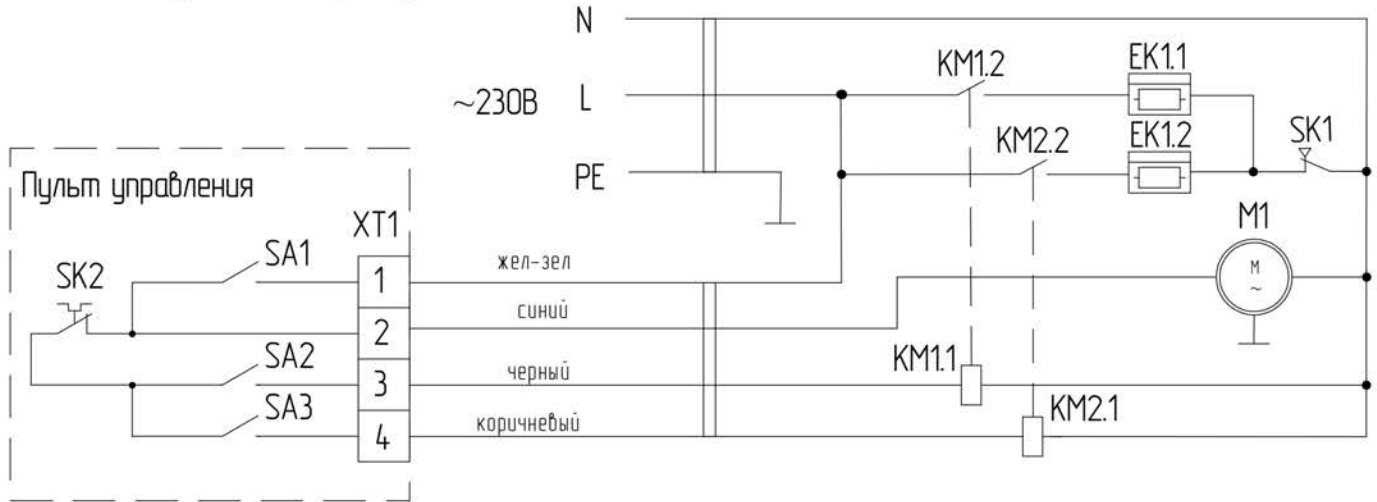 N
~230В L
PE
KM1.2
EK1.1
KM2.2
EK1.2
SK1
M1
M
~
Пульт управления
XT1
SK2
SA1
1
жел-зел
2
синий
SA2
3
черный
KM1.1
SA3
4
коричневый
KM2.1